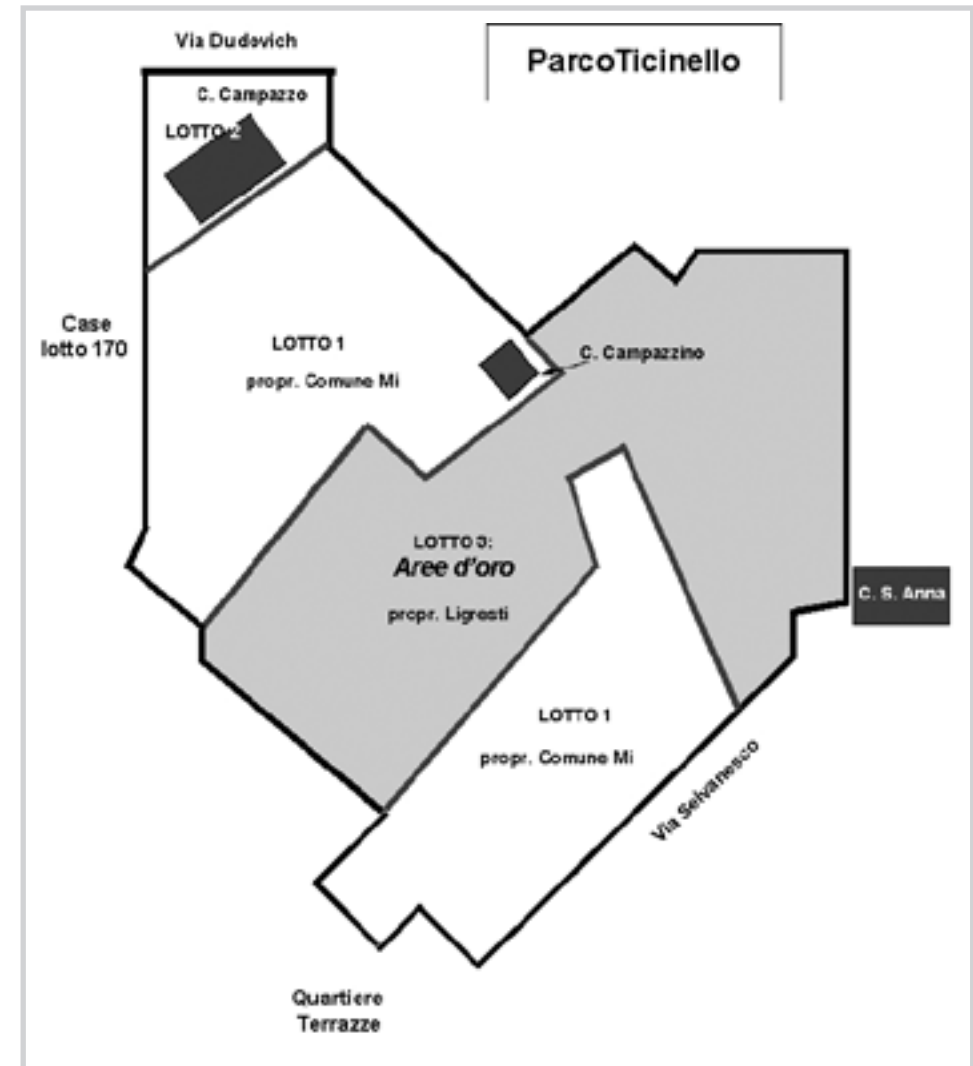 Via Dudovich
ParcoTicinello
C. Campazzo
LOTTO 2
Case
lotto 170
LOTTO 1
propr. Comune Mi
C. Campazzino
LOTTO 3:
Aree d'oro
propr. Ligresti
C. S. Anna
LOTTO 1
propr. Comune Mi
Via Selvanesco
Quartiere
Terrazze